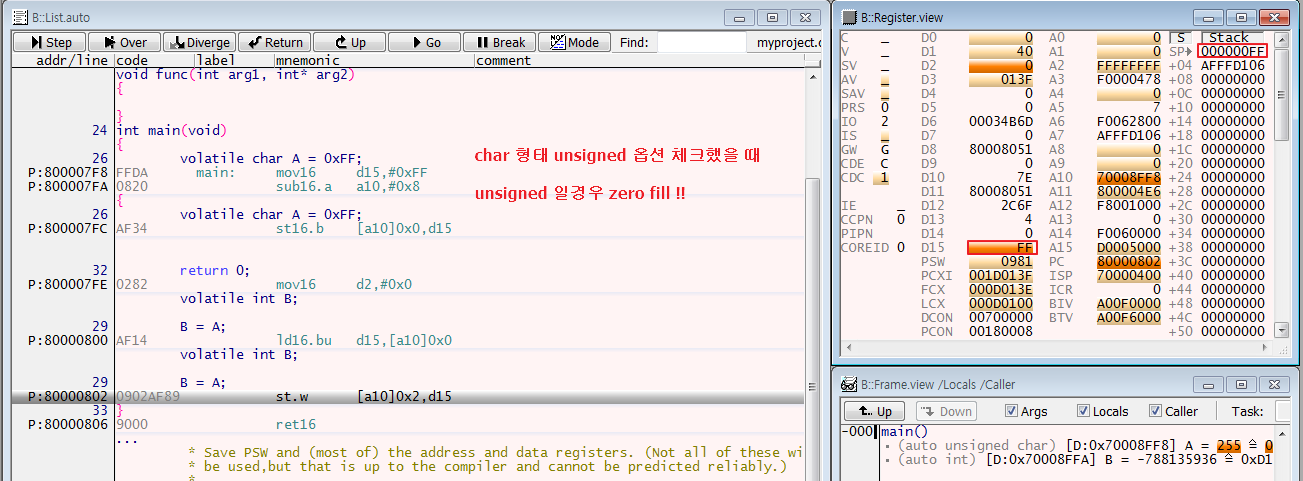 B::List.auto
Step Over Diverge Return Up Go Break Mode Find: myproject.c
addr/line code label mnemonic comment
void func(int arg1, int* arg2)
{
}
24 int main(void)
{
26 volatile char A = 0xFF;
P:800007F8 FFDA main: mov16 d15,#0xFF
P:800007FA 0820 sub16.a a10,#0x8
{
26 volatile char A = 0xFF;
P:800007FC AF34 st16.b [a10]0x0,d15
32 return 0;
P:800007FE 0282 mov16 d2,#0x0
volatile int B;
29 B = A;
P:80000800 AF14 ld16.bu d15,[a10]0x0
volatile int B;
29 B = A;
P:80000802 0902AF89 st.w [a10]0x2,d15
33 }
P:80000806 9000 ret16
...
* Save PSW and (most of) the address and data registers. (Not all of these wi
* be used,but that is up to the compiler and cannot be predicted reliably.)
*
char 형태 unsigned 옵션 체크했을 때
unsigned 일경우 zero fill !!
B::Register.view
C _ D0 0 A0 0 S Stack
V _ D1 40 A1 0 SP 000000FF
SV _ D2 0 A2 FFFFFFFF +04 AFFFD106
AV _ D3 013F A3 F0000478 +08 00000000
SAV _ D4 0 A4 0 +0C 00000000
PRS 0 D5 0 A5 7 +10 00000000
IO 2 D6 00034B6D A6 F0062800 +14 00000000
IS _ D7 0 A7 AFFFD106 +18 00000000
GW G D8 80008051 A8 0 +1C 00000000
CDE C D9 0 A9 0 +20 00000000
CDC 1 D10 7E A10 70008FF8 +24 00000000
D11 80008051 A11 800004E6 +28 00000000
IE _ D12 2C6F A12 F8001000 +2C 00000000
CCPN 0 D13 4 A13 0 +30 00000000
PIPN D14 0 A14 F0060000 +34 00000000
COREID 0 D15 FF A15 D0005000 +38 00000000
PSW 0981 PC 80000802 +3C 00000000
PCXI 001D013F ISP 70000400 +40 00000000
FCX 000D013E ICR 0 +44 00000000
LCX 000D0100 BIV A00F0000 +48 00000000
DCON 00700000 BTV A00F6000 +4C 00000000
PCON 00180008 +50 00000000
B::Frame.view /Locals /Caller
Up Down Args Locals Caller Task:
-000 main()
(auto unsigned char) [D:0x70008FF8] A = 255 ≙ 0
(auto int) [D:0x70008FFA] B = -788135936 ≙ 0xD1